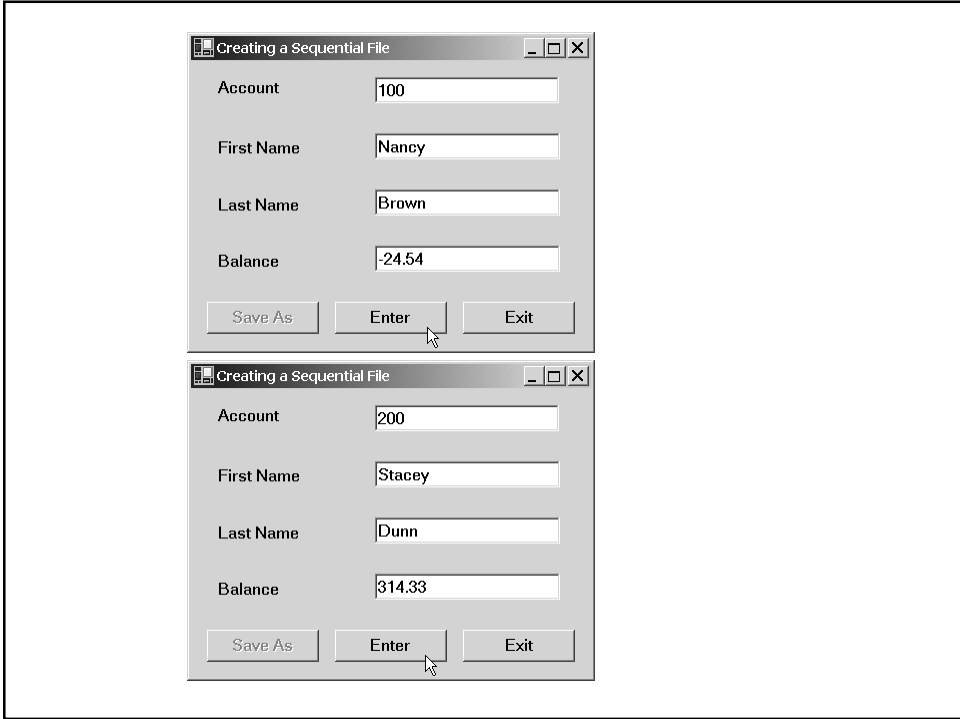 Creating a Sequential File
Account 100
First Name Nancy
Last Name Brown
Balance -24.54
Save As Enter Exit
Creating a Sequential File
Account 200
First Name Stacey
Last Name Dunn
Balance 314.33
Save As Enter Exit